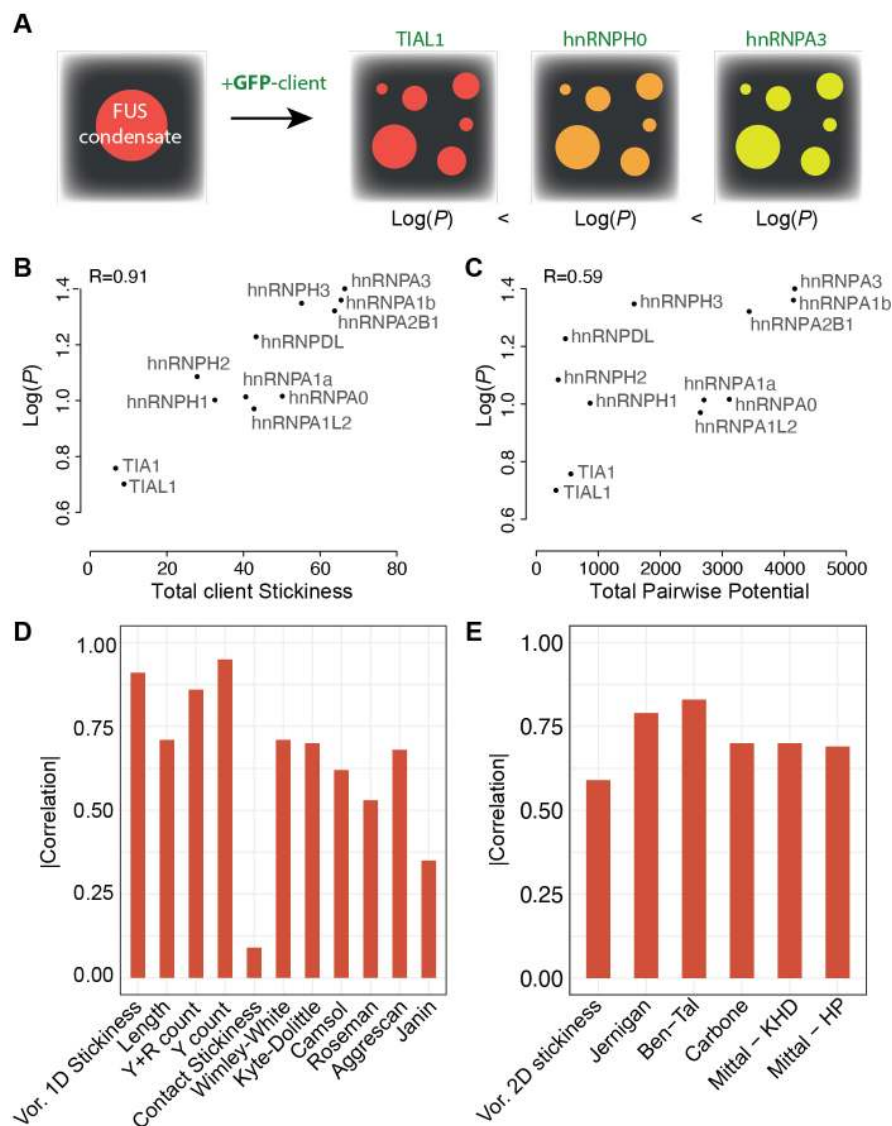 A
TIAL1
hnRNPH0
hnRNPA3
+GFP-client
FUS
condensate
Log(P)
<
Log(P)
<
Log(P)
B
R=0.91
hnRNPA3
hnRNPH3
hnRNPA1b
hnRNPA2B1
hnRNPDL
hnRNPH2
hnRNPA1a
hnRNPH1
hnRNPA0
hnRNPA1L2
TIA1
TIAL1
Log(P)
1.4
1.2
1.0
0.8
0.6
0
20
40
60
80
Total client Stickiness
C
R=0.59
hnRNPA3
hnRNPH3
hnRNPA1b
hnRNPA2B1
hnRNPDL
hnRNPH2
hnRNPA1a
hnRNPH1
hnRNPA0
hnRNPA1L2
TIA1
TIAL1
Log(P)
1.4
1.2
1.0
0.8
0.6
0
1000
2000
3000
4000
5000
Total Pairwise Potential
D
|Correlation|
1.00
0.75
0.50
0.25
0.00
Vor. 1D Stickiness
Length
Y+R count
Y count
Contact Stickiness
Wimley-White
Kyte-Dolittle
Camsol
Roseman
Aggrescan
Janin
E
|Correlation|
1.00
0.75
0.50
0.25
0.00
Vor. 2D stickiness
Jernigan
Ben-Tal
Carbone
Mittal - KHD
Mittal - HP